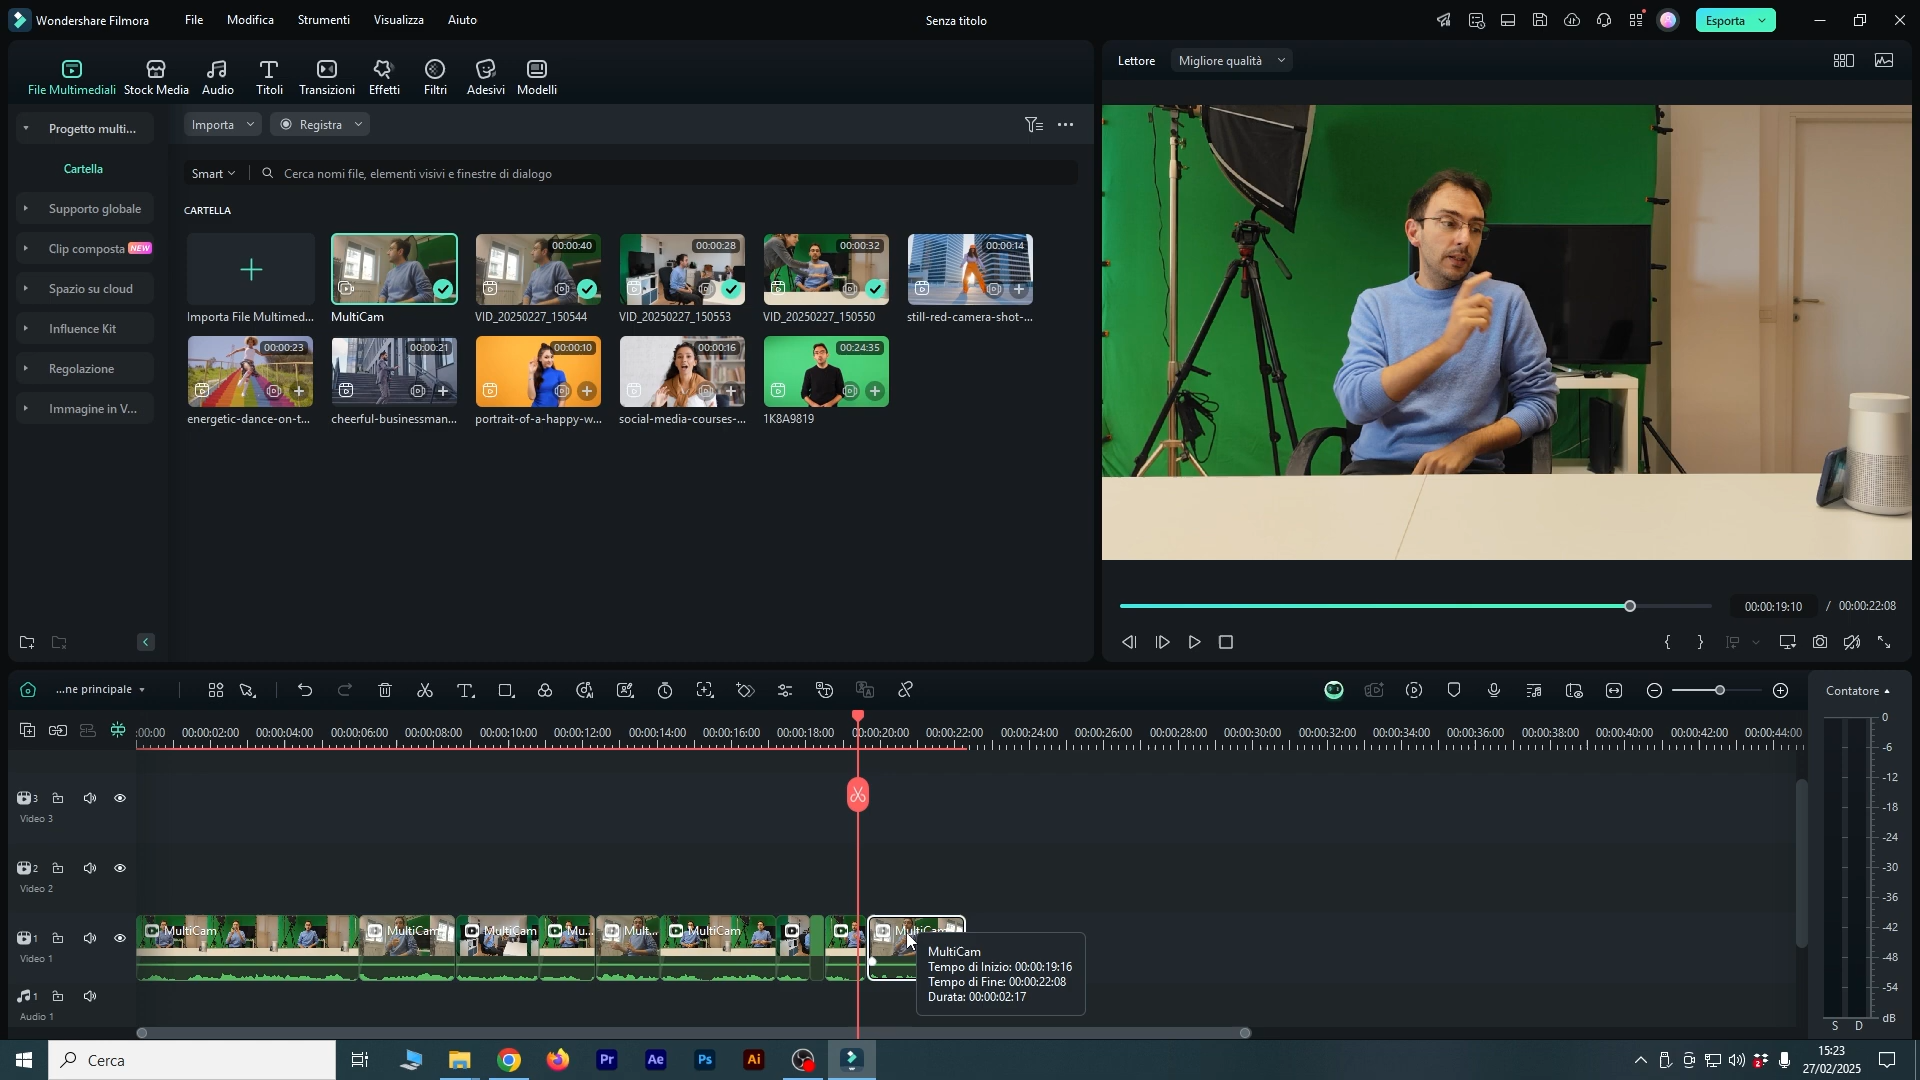 Wondershare Filmora
File
Modifica
Strumenti
Visualizza
Aiuto
Senza titolo
Esporta
File Multimediali
Stock Media
Audio
Titoli
Transizioni
Effetti
Filtri
Adesivi
Modelli
Lettore
Migliore qualità
Progetto multi...
Cartella
Supporto globale
Clip composta NEW
Spazio su cloud
Influence Kit
Regolazione
Immagine in V...
Importa
Registra
Smart
Cerca nomi file, elementi visivi e finestre di dialogo
CARTELLA
00:00:40
00:00:28
00:00:32
00:00:14
Importa File Multimed...
MultiCam
VID_20250227_150544
VID_20250227_150553
VID_20250227_150550
still-red-camera-shot-...
00:00:23
00:00:21
00:00:10
00:00:16
00:24:35
energetic-dance-on-t...
cheerful-businessman...
portrait-of-a-happy-w...
social-media-courses-...
1K8A9819
00:00:19:10 / 00:00:22:08
...ne principale
Contatore
:00:00 00:00:02:00 00:00:04:00 00:00:06:00 00:00:08:00 00:00:10:00 00:00:12:00 00:00:14:00 00:00:16:00 00:00:18:00 00:00:20:00 00:00:22:00 00:00:24:00 00:00:26:00 00:00:28:00 00:00:30:00 00:00:32:00 00:00:34:00 00:00:36:00 00:00:38:00 00:00:40:00 00:00:42:00 00:00:44:00
3
Video 3
2
Video 2
1
Video 1
MultiCam
MultiCam
MultiCam
Mu...
Mult...
MultiCam
MultiCam
MultiCam
Tempo di Inizio: 00:00:19:16
Tempo di Fine: 00:00:22:08
Durata: 00:00:02:17
1
Audio 1
0
-6
-12
-18
-24
-30
-36
-42
-48
-54
dB
S D
Cerca
Pr
Ae
Ps
Ai
2
15:23
27/02/2025